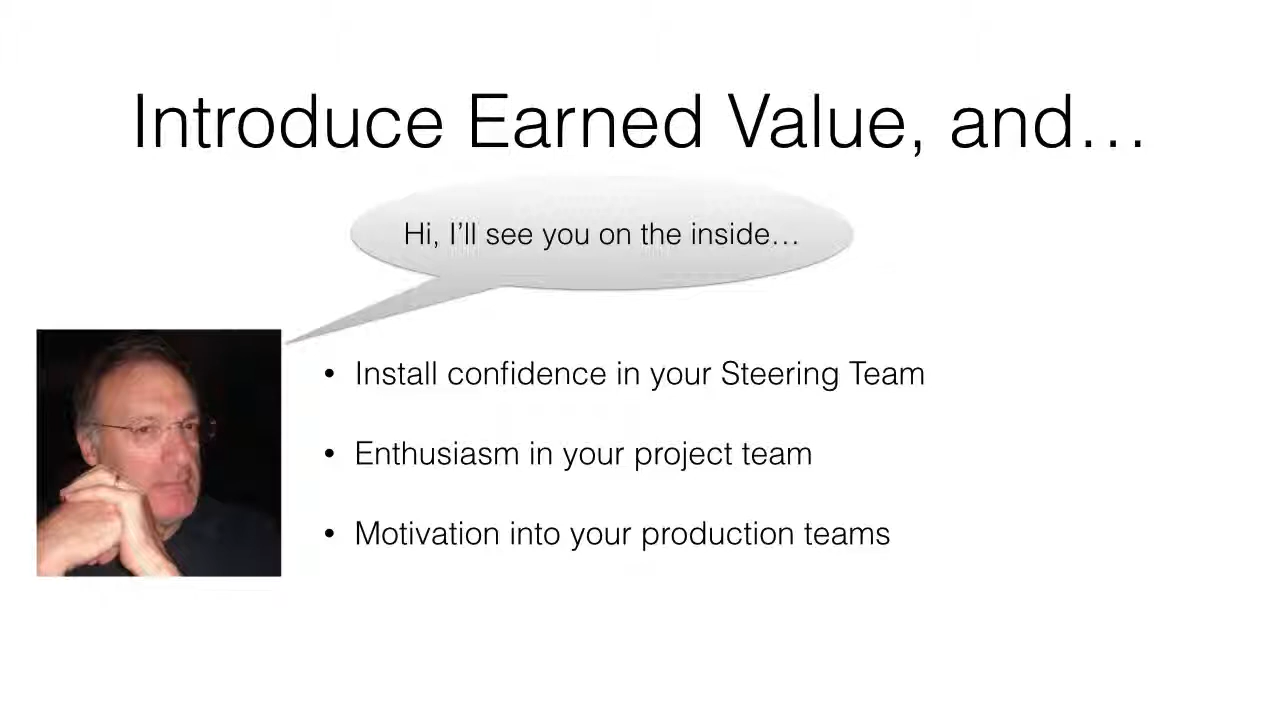 Introduce Earned Value, and…
Hi, I’ll see you on the inside…
• Install confidence in your Steering Team
• Enthusiasm in your project team
• Motivation into your production teams